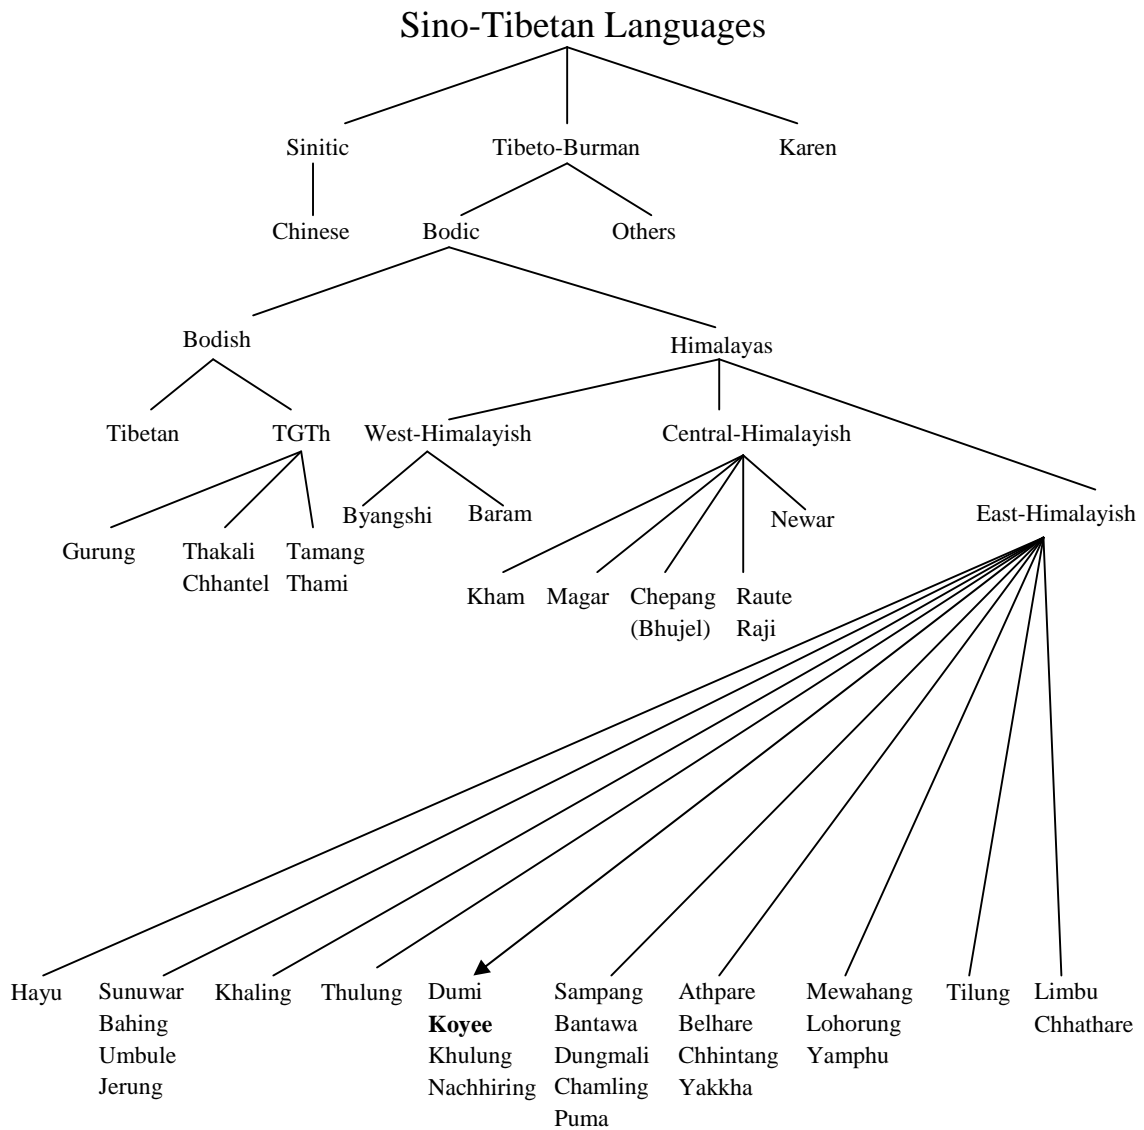 Sino-Tibetan Languages
Sinitic Tibeto-Burman Karen
Chinese Bodic Others
Bodish Himalayas
Tibetan TGTh West-Himalayish Central-Himalayish
Byangshi Baram Newar East-Himalayish
Gurung Thakali Tamang
Chhantel Thami
Kham Magar Chepang Raute
(Bhujel) Raji
Hayu Sunuwar Khaling Thulung Dumi Sampang Athpare Mewahang Tilung Limbu
Bahing Koyee Bantawa Belhare Lohorung Chhathare
Umbule Khulung Dungmali Chhintang Yamphu
Jerung Nachhiring Chamling Yakkha
Puma